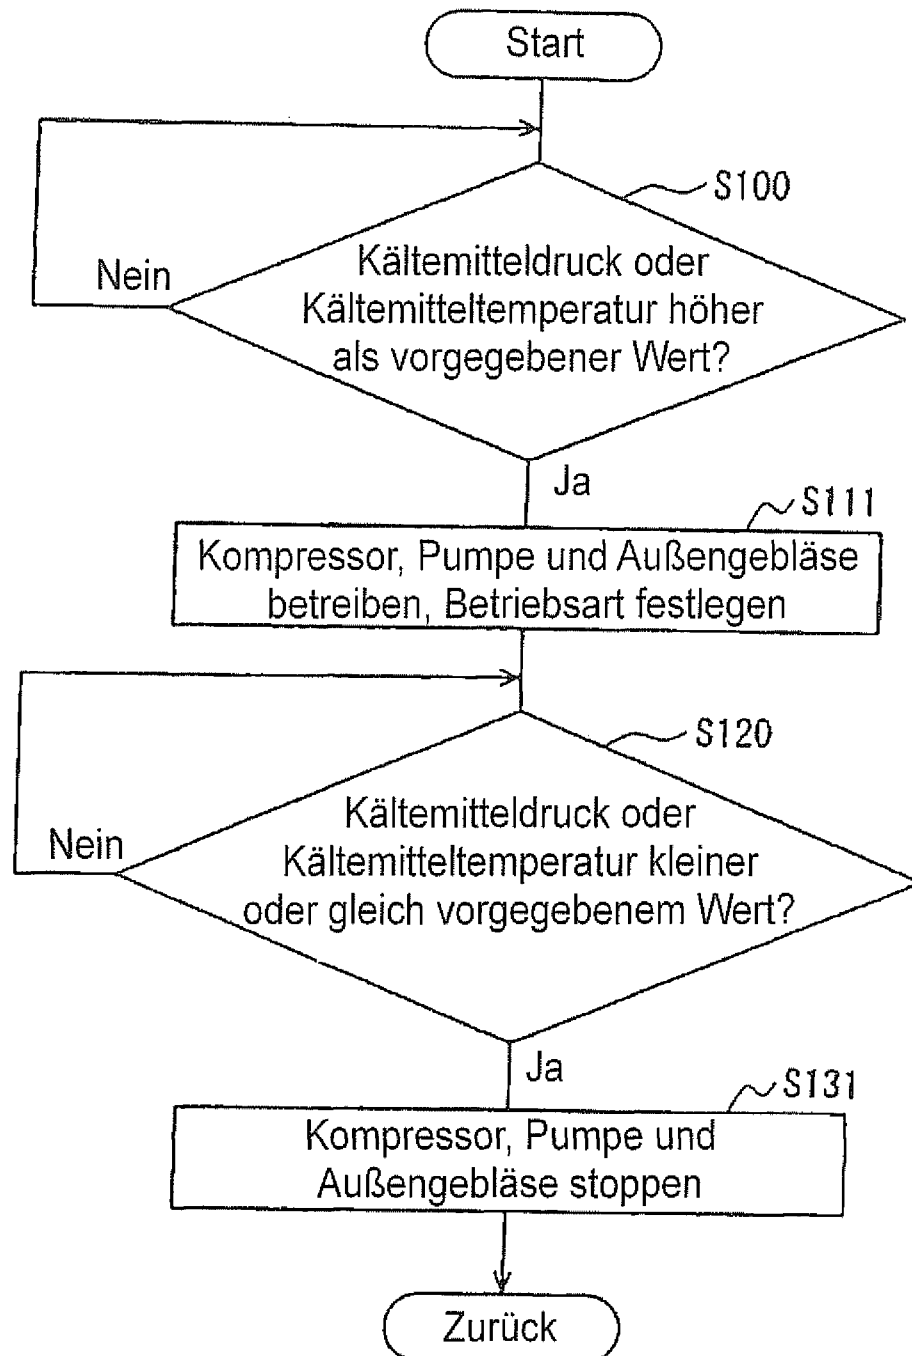 Start
S100
Kältemitteldruck oder
Nein
Kältemitteltemperatur höher
als vorgegebener Wert?
Ja
S111
Kompressor, Pumpe und Außengebläse
betreiben, Betriebsart festlegen
S120
Kältemitteldruck oder
Nein
Kältemitteltemperatur kleiner
oder gleich vorgegebenem Wert?
Ja
S131
Kompressor, Pumpe und
Außengebläse stoppen
Zurück